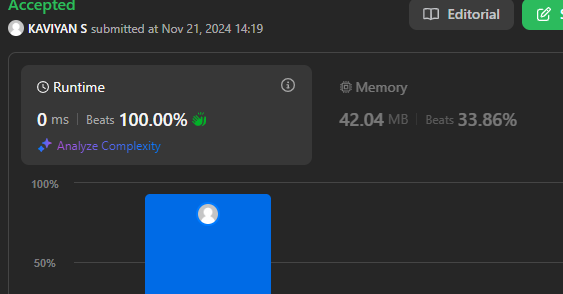 Accepted
KAVIYAN S submitted at Nov 21, 2024 14:19
Editorial
Runtime
0 ms | Beats 100.00%
Analyze Complexity
Memory
42.04 MB | Beats 33.86%
100%
50%